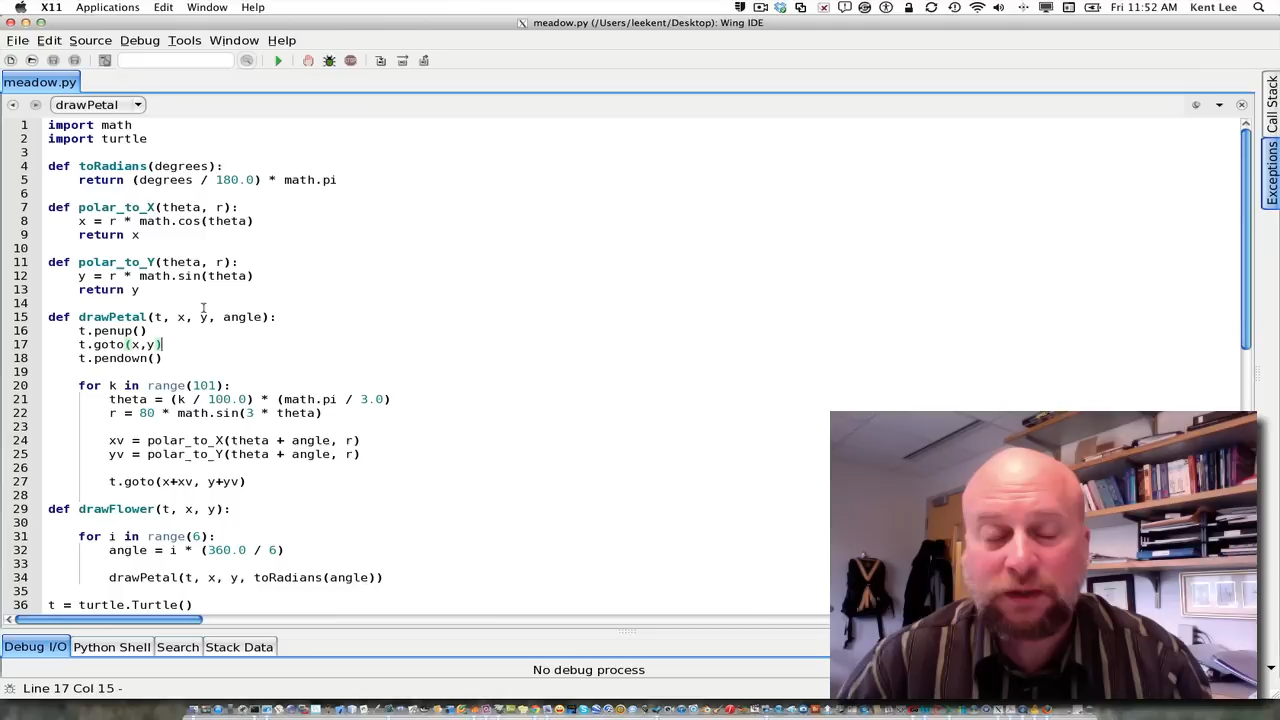 X11 Applications Edit Window Help Fri 11:52 AM Kent Lee
meadow.py (/Users/leekent/Desktop): Wing IDE
File Edit Source Debug Tools Window Help
meadow.py
drawPetal
1 import math
2 import turtle
3
4 def toRadians(degrees):
5 return (degrees / 180.0) * math.pi
6
7 def polar_to_X(theta, r):
8 x = r * math.cos(theta)
9 return x
10
11 def polar_to_Y(theta, r):
12 y = r * math.sin(theta)
13 return y
14
15 def drawPetal(t, x, y, angle):
16 t.penup()
17 t.goto(x,y)
18 t.pendown()
19
20 for k in range(101):
21 theta = (k / 100.0) * (math.pi / 3.0)
22 r = 80 * math.sin(3 * theta)
23
24 xv = polar_to_X(theta + angle, r)
25 yv = polar_to_Y(theta + angle, r)
26
27 t.goto(x+xv, y+yv)
28
29 def drawFlower(t, x, y):
30
31 for i in range(6):
32 angle = i * (360.0 / 6)
33
34 drawPetal(t, x, y, toRadians(angle))
35
36 t = turtle.Turtle()
Call Stack
Exceptions
Debug I/O Python Shell Search Stack Data
No debug process
Line 17 Col 15 -